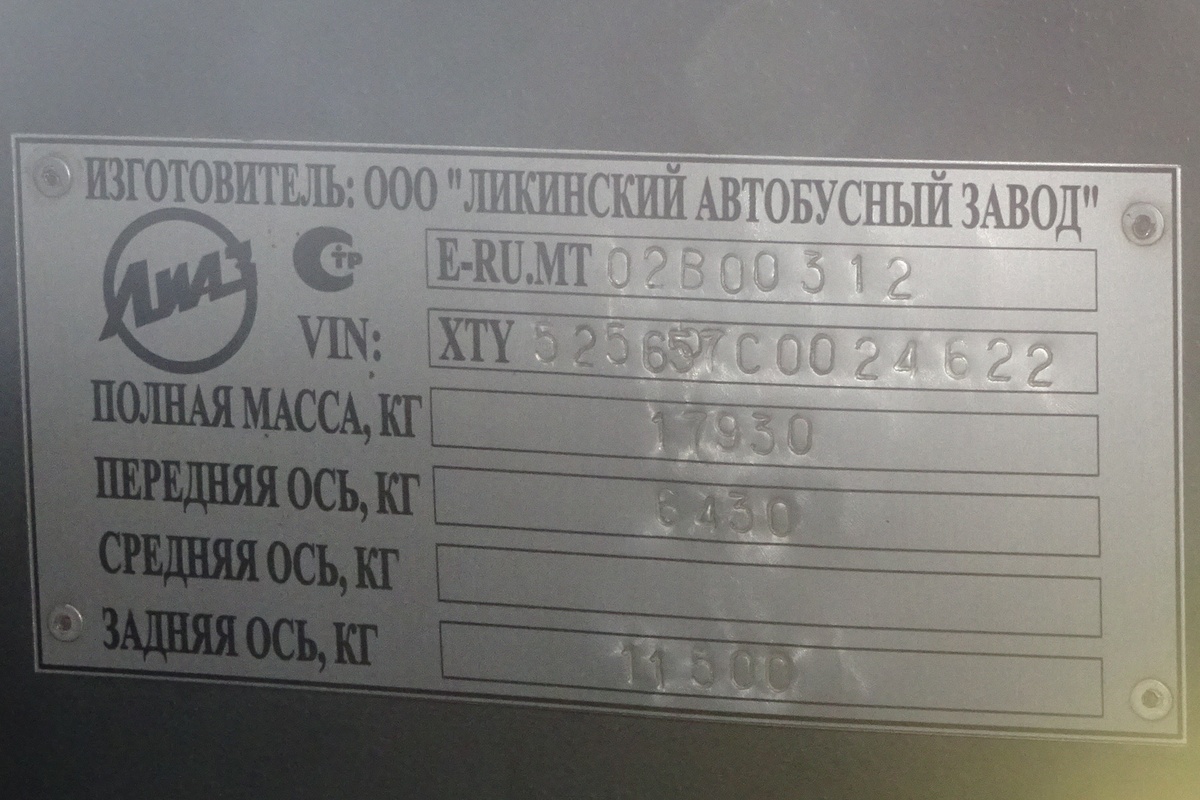 ИЗГОТОВИТЕЛЬ: ООО "ЛИКИНСКИЙ АВТОБУСНЫЙ ЗАВОД"
ЛИАЗ
СТР E-RU.MT 02B00312
VIN: XTY 525657C0024622
ПОЛНАЯ МАССА, КГ 17930
ПЕРЕДНЯЯ ОСЬ, КГ 6430
СРЕДНЯЯ ОСЬ, КГ
ЗАДНЯЯ ОСЬ, КГ 11500